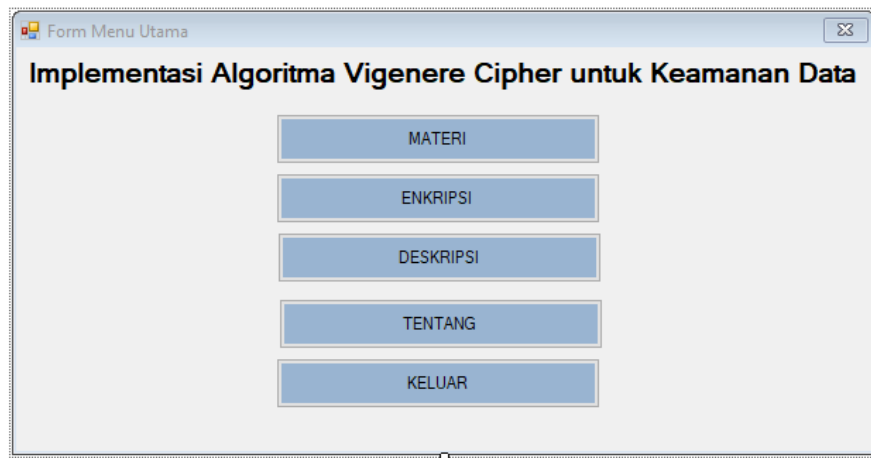 Form Menu Utama
Implementasi Algoritma Vigenere Cipher untuk Keamanan Data
MATERI
ENKRIPSI
DESKRIPSI
TENTANG
KELUAR